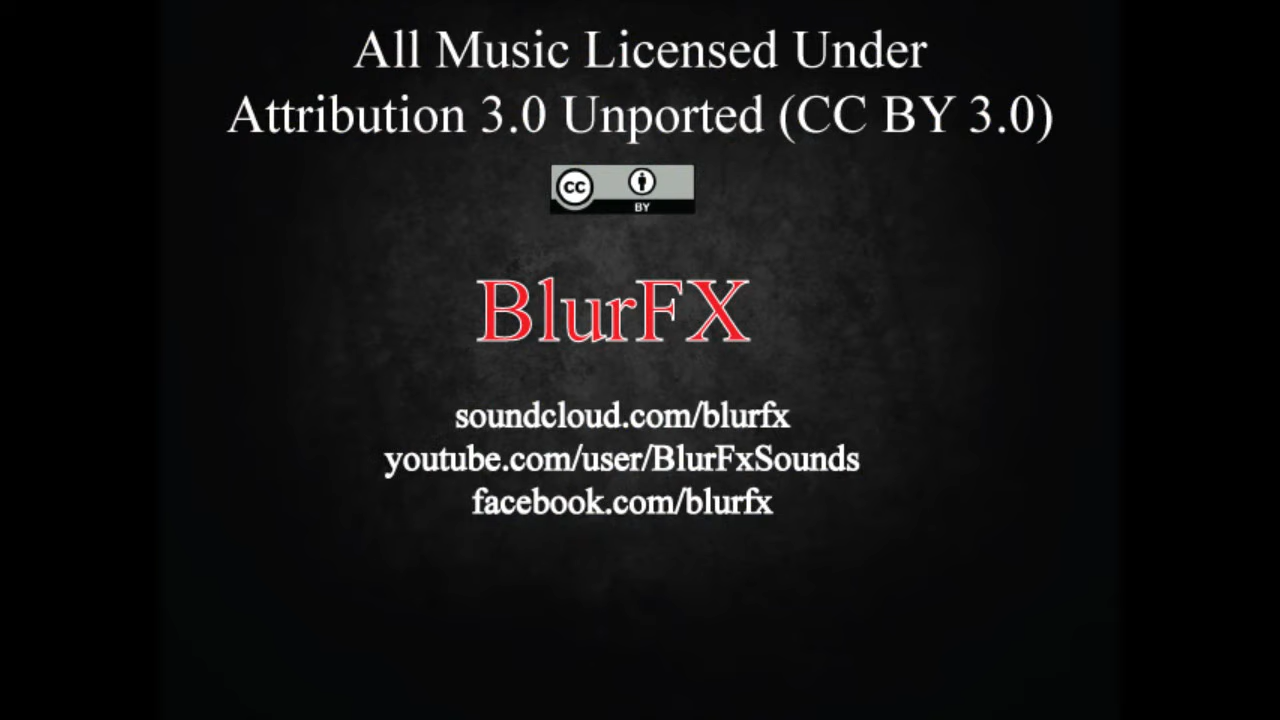 All Music Licensed Under
Attribution 3.0 Unported (CC BY 3.0)
cc
BY
BlurFX
soundcloud.com/blurfx
youtube.com/user/BlurFxSounds
facebook.com/blurfx